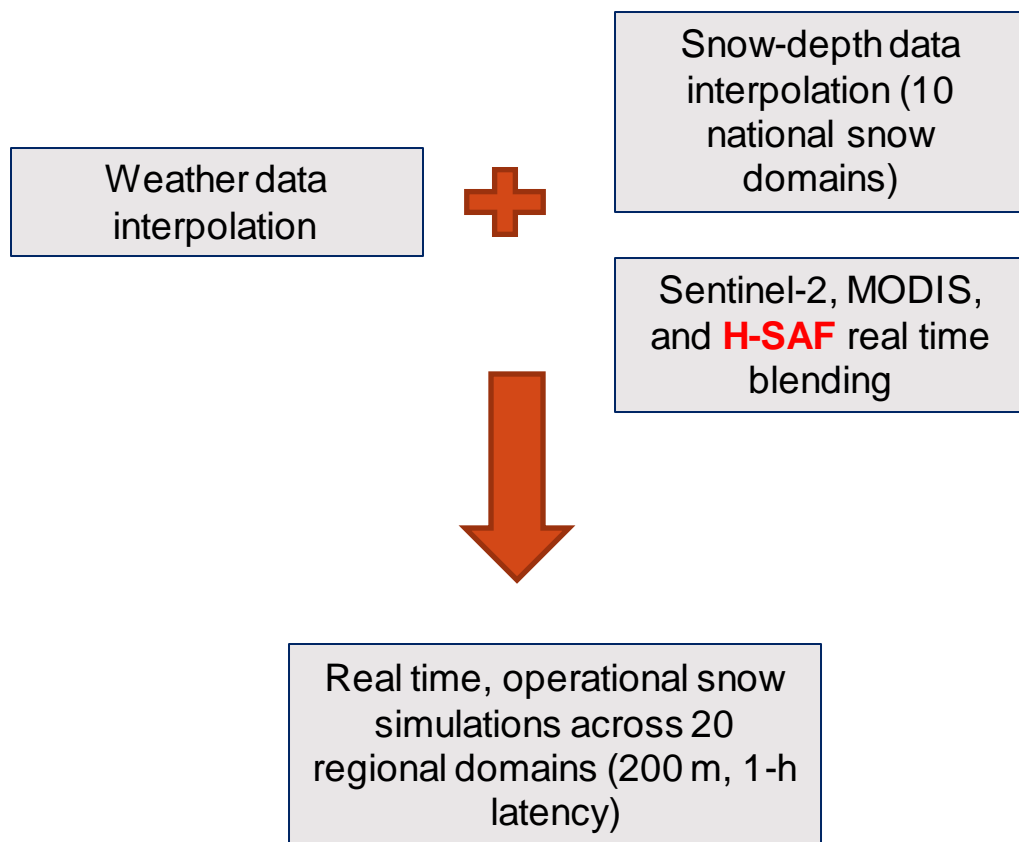 Weather data
interpolation
Snow-depth data
interpolation (10
national snow
domains)
Sentinel-2, MODIS,
and H-SAF real time
blending
Real time, operational snow
simulations across 20
regional domains (200 m, 1-h
latency)